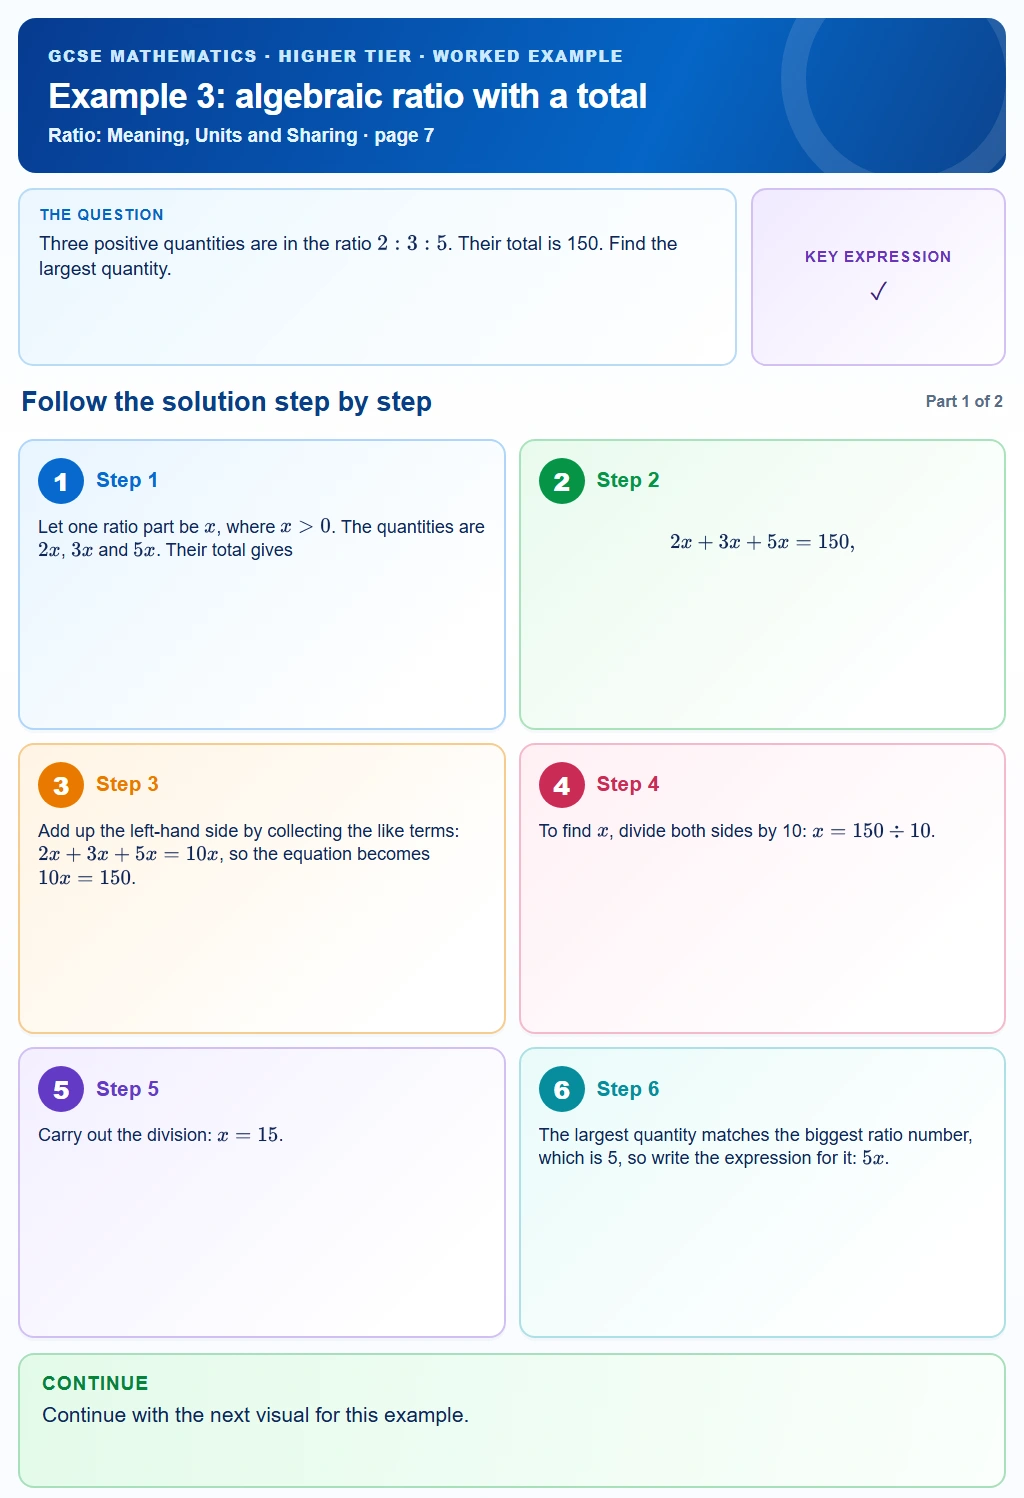 GCSE MATHEMATICS · HIGHER TIER · WORKED EXAMPLE
Example 3: algebraic ratio with a total
Ratio: Meaning, Units and Sharing · page 7
THE QUESTION
Three positive quantities are in the ratio 2 : 3 : 5. Their total is 150. Find the
largest quantity.
KEY EXPRESSION
✓
Follow the solution step by step
Part 1 of 2
1 Step 1
Let one ratio part be x, where x > 0. The quantities are
2x, 3x and 5x. Their total gives
2 Step 2
2x + 3x + 5x = 150,
3 Step 3
Add up the left-hand side by collecting the like terms:
2x + 3x + 5x = 10x, so the equation becomes
10x = 150.
4 Step 4
To find x, divide both sides by 10: x = 150 ÷ 10.
5 Step 5
Carry out the division: x = 15.
6 Step 6
The largest quantity matches the biggest ratio number,
which is 5, so write the expression for it: 5x.
CONTINUE
Continue with the next visual for this example.